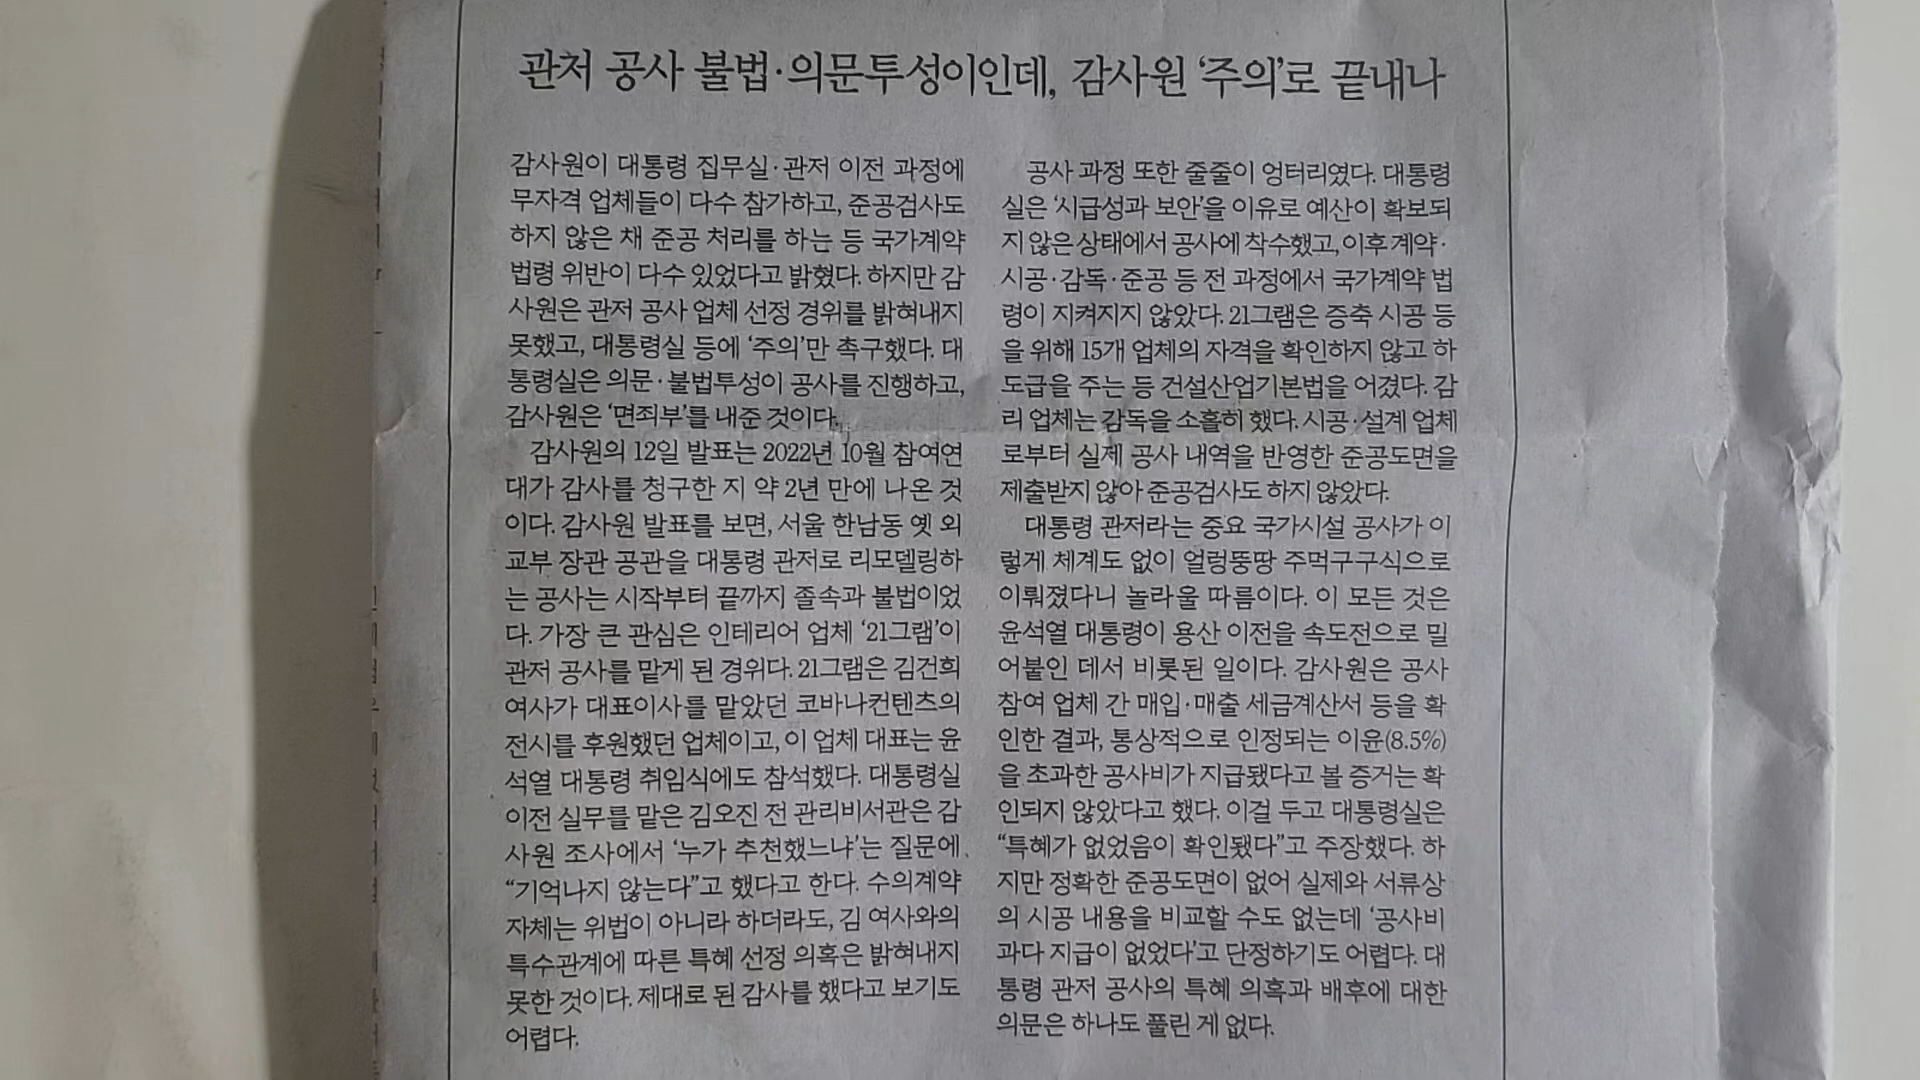 관저 공사 불법·의문투성이인데, 감사원 ‘주의’로 끝내나
감사원이 대통령 집무실·관저 이전 과정에
무자격 업체들이 다수 참가하고, 준공검사도
하지 않은 채 준공 처리를 하는 등 국가계약
법령 위반이 다수 있었다고 밝혔다. 하지만 감
사원은 관저 공사 업체 선정 경위를 밝혀내지
못했고, 대통령실 등에 ‘주의’만 촉구했다. 대
통령실은 의문·불법투성이 공사를 진행하고,
감사원은 ‘면죄부’를 내준 것이다.
감사원의 12일 발표는 2022년 10월 참여연
대가 감사를 청구한 지 약 2년 만에 나온 것
이다. 감사원 발표를 보면, 서울 한남동 옛 외
교부 장관 공관을 대통령 관저로 리모델링하
는 공사는 시작부터 끝까지 졸속과 불법이었
다. 가장 큰 관심은 인테리어 업체 ‘21그램’이
관저 공사를 맡게 된 경위다. 21그램은 김건희
여사가 대표이사를 맡았던 코바나컨텐츠의
전시를 후원했던 업체이고, 이 업체 대표는 윤
석열 대통령 취임식에도 참석했다. 대통령실
이전 실무를 맡은 김오진 전 관리비서관은 감
사원 조사에서 ‘누가 추천했느냐’는 질문에
“기억나지 않는다”고 했다고 한다. 수의계약
자체는 위법이 아니라 하더라도, 김 여사와의
특수관계에 따른 특혜 선정 의혹은 밝혀내지
못한 것이다. 제대로 된 감사를 했다고 보기도
어렵다.
공사 과정 또한 줄줄이 엉터리였다. 대통령
실은 ‘시급성과 보안’을 이유로 예산이 확보되
지 않은 상태에서 공사에 착수했고, 이후 계약·
시공·감독·준공 등 전 과정에서 국가계약 법
령이 지켜지지 않았다. 21그램은 증축 시공 등
을 위해 15개 업체의 자격을 확인하지 않고 하
도급을 주는 등 건설산업기본법을 어겼다. 감
리 업체는 감독을 소홀히 했다. 시공·설계 업체
로부터 실제 공사 내역을 반영한 준공도면을
제출받지 않아 준공검사도 하지 않았다.
대통령 관저라는 중요 국가시설 공사가 이
렇게 체계도 없이 얼렁뚱땅 주먹구구식으로
이뤄졌다니 놀라울 따름이다. 이 모든 것은
윤석열 대통령이 용산 이전을 속도전으로 밀
어붙인 데서 비롯된 일이다. 감사원은 공사
참여 업체 간 매입·매출 세금계산서 등을 확
인한 결과, 통상적으로 인정되는 이윤(8.5%)
을 초과한 공사비가 지급됐다고 볼 증거는 확
인되지 않았다고 했다. 이걸 두고 대통령실은
“특혜가 없었음이 확인됐다”고 주장했다. 하
지만 정확한 준공도면이 없어 실제와 서류상
의 시공 내용을 비교할 수도 없는데 ‘공사비
과다 지급이 없었다’고 단정하기도 어렵다. 대
통령 관저 공사의 특혜 의혹과 배후에 대한
의문은 하나도 풀린 게 없다.